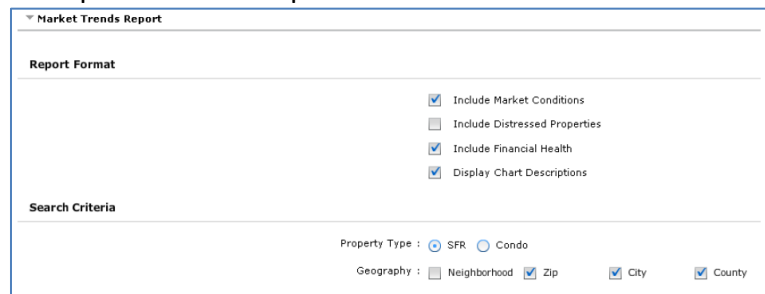 Market Trends Report
Report Format
Include Market Conditions
Include Distressed Properties
Include Financial Health
Display Chart Descriptions
Search Criteria
Property Type : SFR Condo
Geography : Neighborhood Zip City County